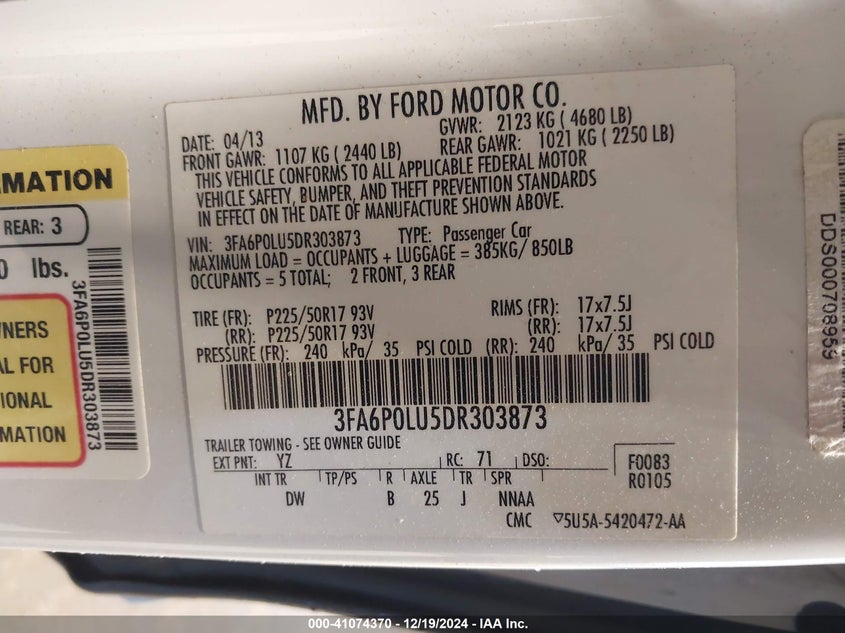 MFD. BY FORD MOTOR CO.
DATE: 04/13 GVWR: 2123 KG ( 4680 LB)
FRONT GAWR: 1107 KG ( 2440 LB) REAR GAWR: 1021 KG ( 2250 LB)
THIS VEHICLE CONFORMS TO ALL APPLICABLE FEDERAL MOTOR
VEHICLE SAFETY, BUMPER, AND THEFT PREVENTION STANDARDS
IN EFFECT ON THE DATE OF MANUFACTURE SHOWN ABOVE.
VIN: 3FA6P0LU5DR303873 TYPE: Passenger Car
MAXIMUM LOAD = OCCUPANTS + LUGGAGE = 385KG/ 850LB
OCCUPANTS = 5 TOTAL; 2 FRONT, 3 REAR
TIRE (FR): P225/50R17 93V RIMS (FR): 17x7.5J
(RR): P225/50R17 93V (RR): 17x7.5J
PRESSURE (FR): 240 kPa/ 35 PSI COLD (RR): 240 kPa/ 35 PSI COLD
3FA6P0LU5DR303873
TRAILER TOWING - SEE OWNER GUIDE
EXT PNT: YZ RC: 71 DSO: F0083
R0105
INT TR TP/PS R AXLE TR SPR
DW B 25 J NNAA
CMC ▽5U5A-5420472-AA
MATION
REAR: 3
0 lbs.
WNERS
AL FOR
IONAL
RMATION
3FA6P0LU5DR303873
DDS000708959
000-41074370 - 12/19/2024 - IAA, Inc.